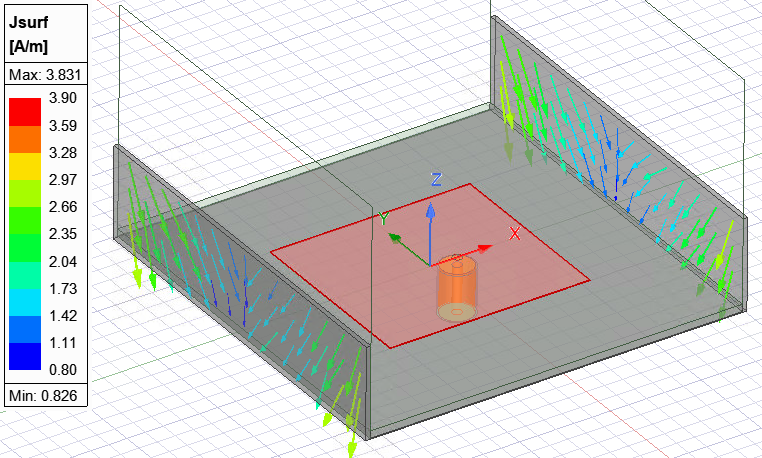 Jsurf
[A/m]
Max: 3.831
3.90
3.59
3.28
2.97
2.66
2.35
2.04
1.73
1.42
1.11
0.80
Min: 0.826
Z
Y
X